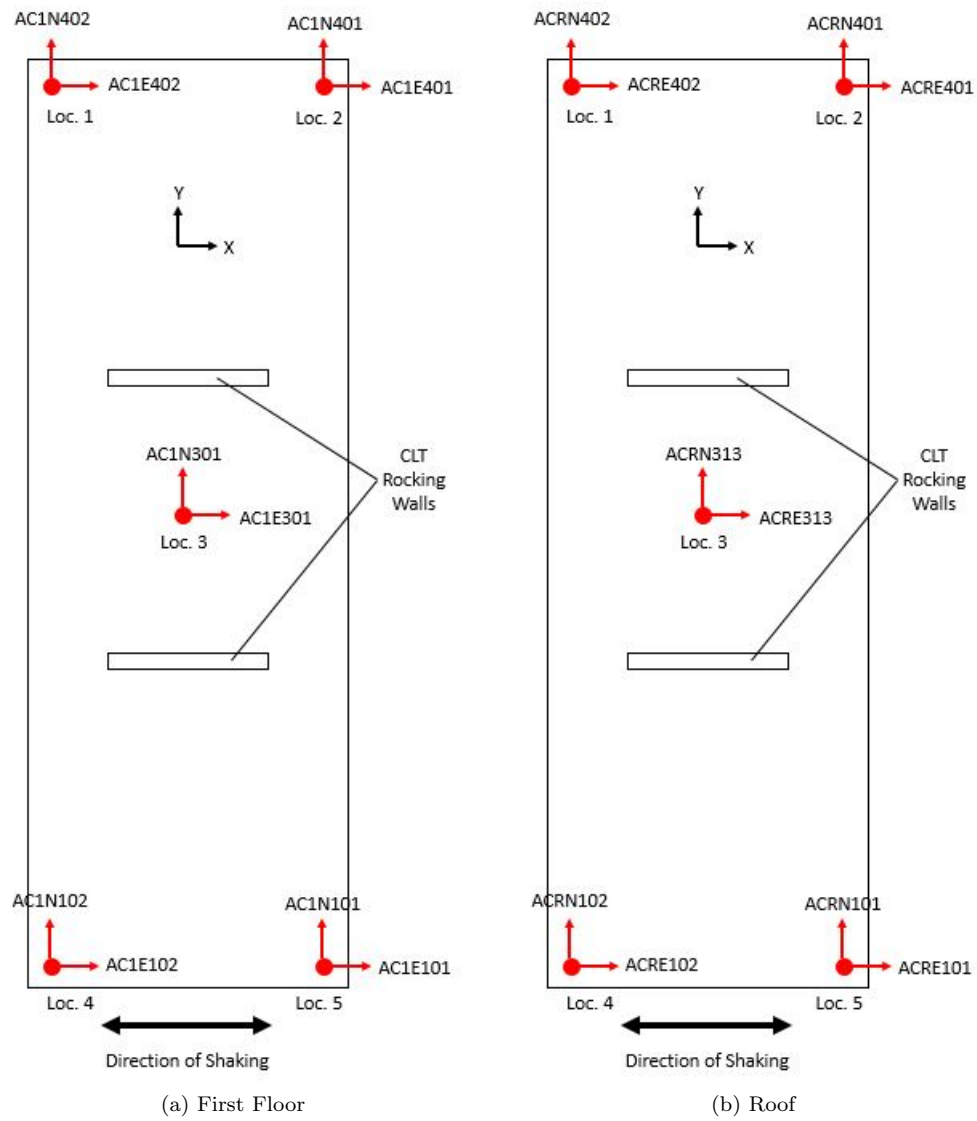 AC1N402
AC1N401
AC1E402
AC1E401
Loc. 1
Loc. 2
Y
X
CLT
Rocking
Walls
AC1N301
AC1E301
Loc. 3
AC1N102
AC1N101
AC1E102
AC1E101
Loc. 4
Loc. 5
Direction of Shaking
(a) First Floor
ACRN402
ACRN401
ACRE402
ACRE401
Loc. 1
Loc. 2
Y
X
CLT
Rocking
Walls
ACRN313
ACRE313
Loc. 3
ACRN102
ACRN101
ACRE102
ACRE101
Loc. 4
Loc. 5
Direction of Shaking
(b) Roof